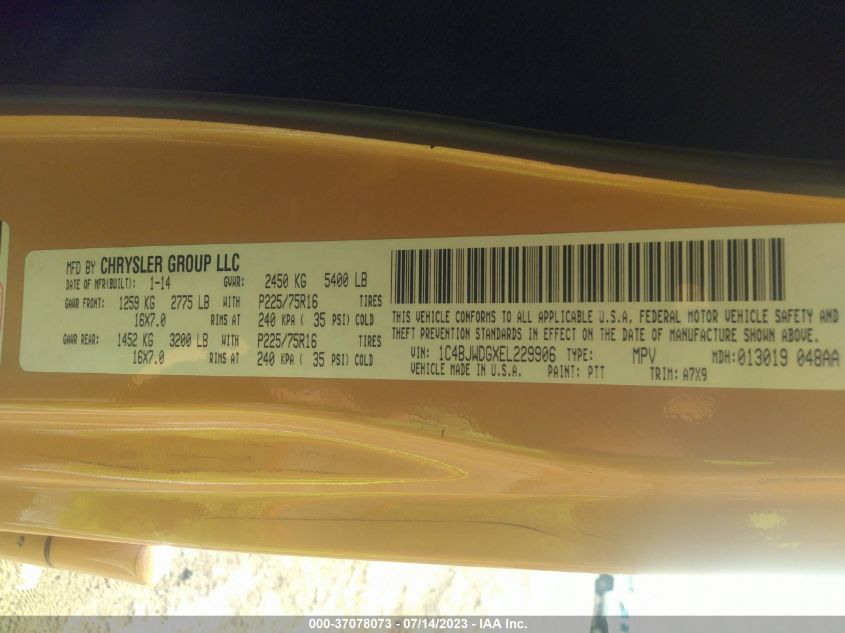 MFD BY CHRYSLER GROUP LLC
DATE OF MFR(BUILT): 1-14 GVWR: 2450 KG 5400 LB
GAWR FRONT: 1259 KG 2775 LB WITH P225/75R16 TIRES
16X7.0 RIMS AT 240 KPA ( 35 PSI) COLD
GAWR REAR: 1452 KG 3200 LB WITH P225/75R16 TIRES
16X7.0 RIMS AT 240 KPA ( 35 PSI) COLD
THIS VEHICLE CONFORMS TO ALL APPLICABLE U.S.A. FEDERAL MOTOR VEHICLE SAFETY AND
THEFT PREVENTION STANDARDS IN EFFECT ON THE DATE OF MANUFACTURE SHOWN ABOVE.
VIN: 1C4BJWDGXEL229906 TYPE: MPV MDH:013019 048AA
VEHICLE MADE IN U.S.A. PAINT: PTT TRIM: A7X9
000-37078073 - 07/14/2023 - IAA Inc.